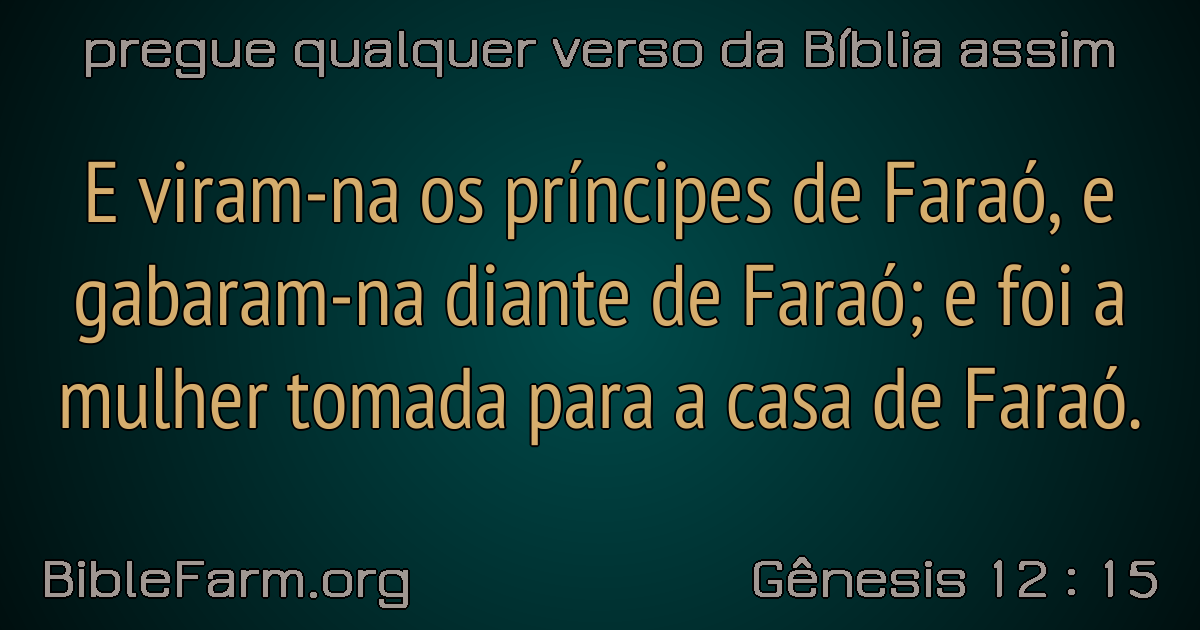 pregue qualquer verso da Bíblia assim
E viram-na os príncipes de Faraó, e
gabaram-na diante de Faraó; e foi a
mulher tomada para a casa de Faraó.
BibleFarm.org
Gênesis 12 : 15